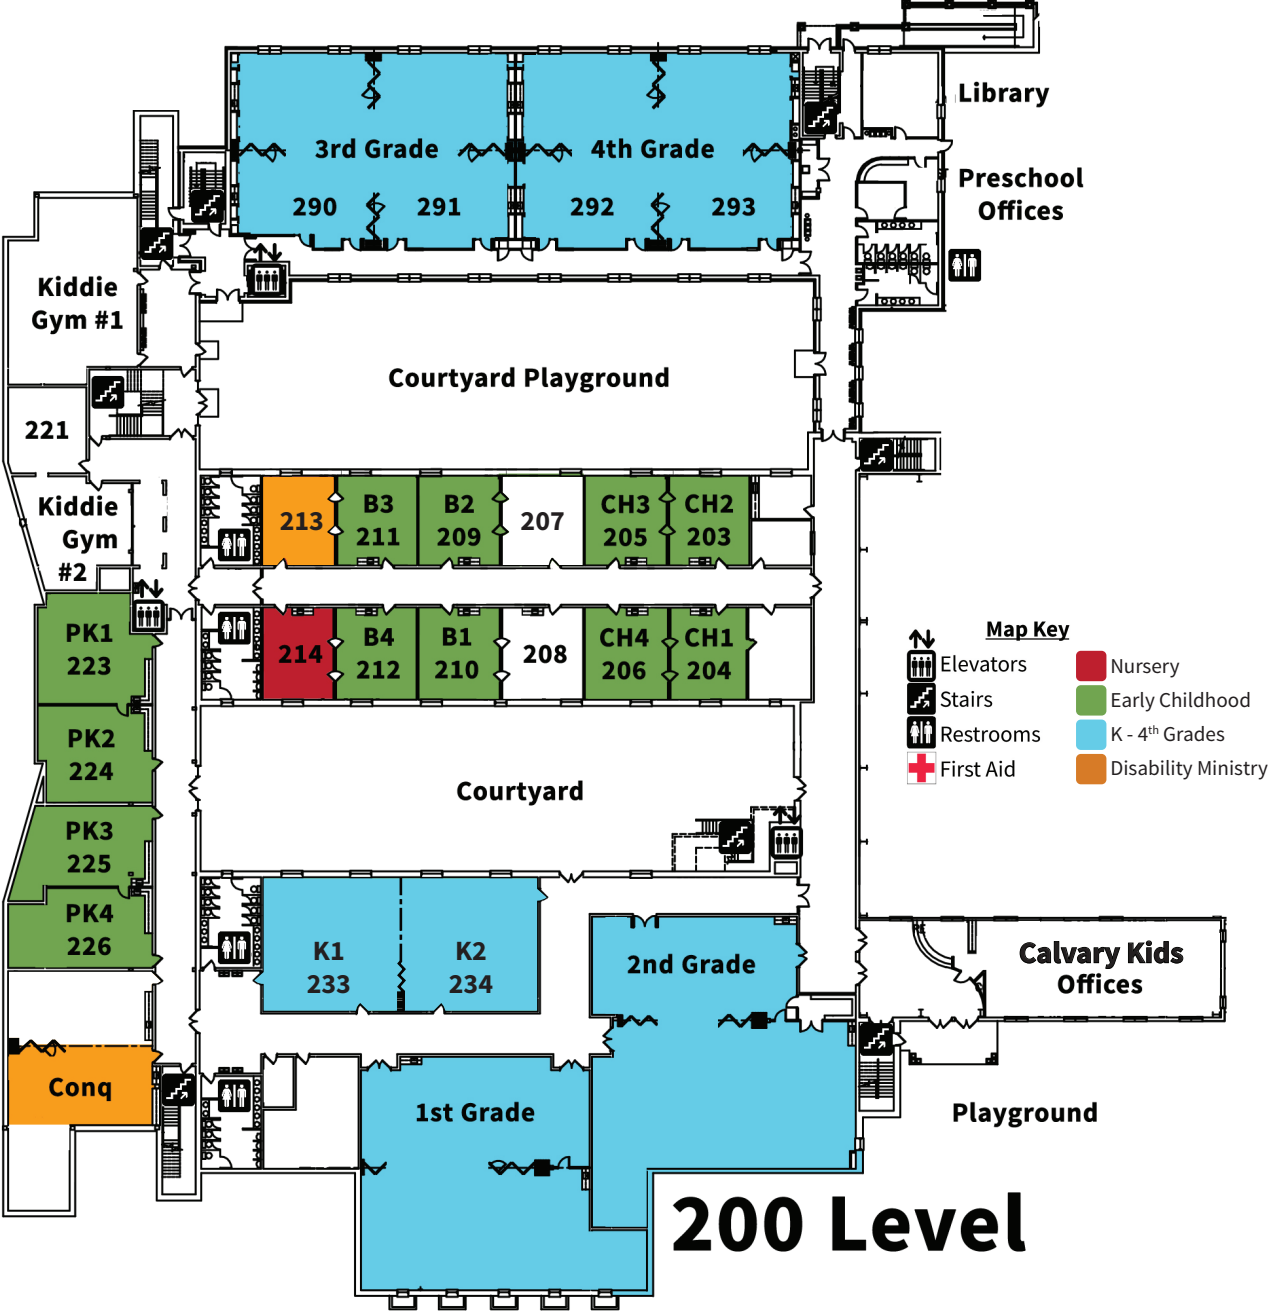 Library
3rd Grade
4th Grade
Preschool
Offices
290
291
292
293
Kiddie
Gym #1
Courtyard Playground
221
Kiddie
Gym
#2
213
B3
211
B2
209
207
CH3
205
CH2
203
PK1
223
214
B4
212
B1
210
208
CH4
206
CH1
204
Map Key
Elevators
Stairs
Restrooms
First Aid
Nursery
Early Childhood
K - 4th Grades
Disability Ministry
PK2
224
Courtyard
PK3
225
PK4
226
K1
233
K2
234
2nd Grade
Calvary Kids
Offices
Conq
1st Grade
Playground
200 Level